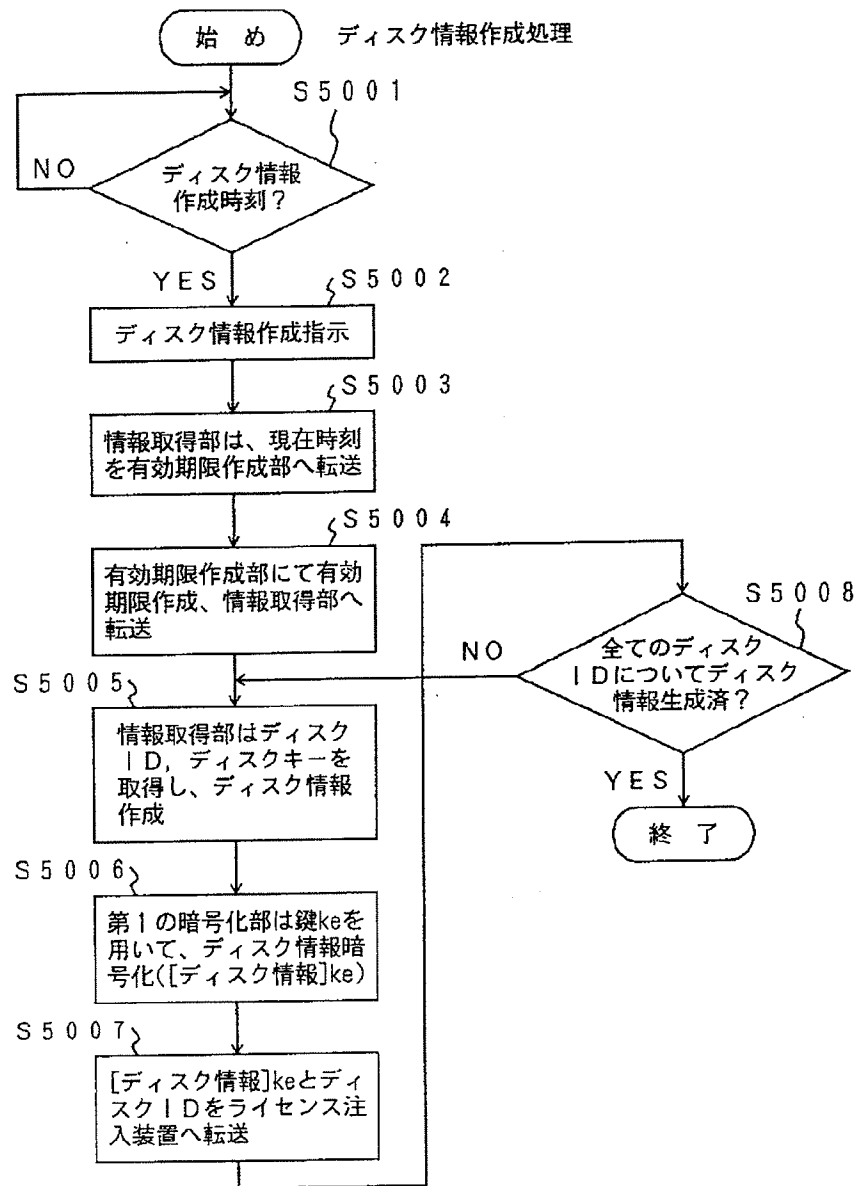 始 め
ディスク情報作成処理
S5001
NO
ディスク情報
作成時刻?
YES
S5002
ディスク情報作成指示
S5003
情報取得部は、現在時刻
を有効期限作成部へ転送
S5004
有効期限作成部にて有効
期限作成、情報取得部へ
転送
S5005
情報取得部はディスク
ID,ディスクキーを
取得し、ディスク情報
作成
S5006
第1の暗号化部は鍵keを
用いて、ディスク情報暗
号化([ディスク情報]ke)
S5007
[ディスク情報]keとディ
スクIDをライセンス注
入装置へ転送
S5008
NO
全てのディスク
IDについてディスク
情報生成済?
YES
終 了